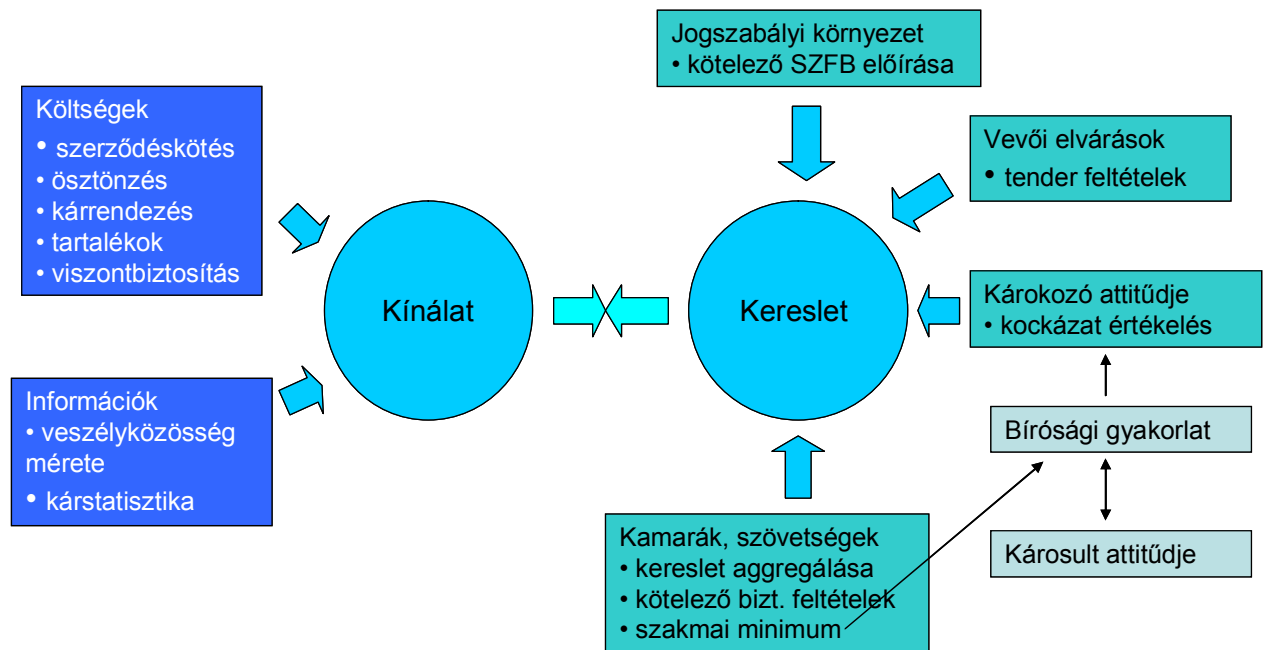 Jogszabályi környezet
• kötelező SZFB előírása
Költségek
• szerződéskötés
• ösztönzés
• kárrendezés
• tartalékok
• viszontbiztosítás
Vevői elvárások
• tender feltételek
Kínálat
Kereslet
Károkozó attitűdje
• kockázat értékelés
Információk
• veszélyközösség
mérete
• kárstatisztika
Bírósági gyakorlat
Kamarák, szövetségek
• kereslet aggregálása
• kötelező bizt. feltételek
• szakmai minimum
Károsult attitűdje